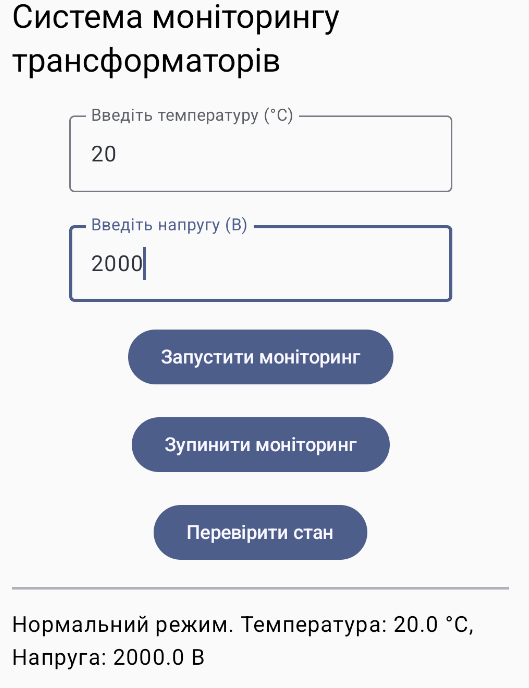 Система моніторингу
трансформаторів
Введіть температуру (°C)
20
Введіть напругу (В)
2000
Запустити моніторинг
Зупинити моніторинг
Перевірити стан
Нормальний режим. Температура: 20.0 °C,
Напруга: 2000.0 В